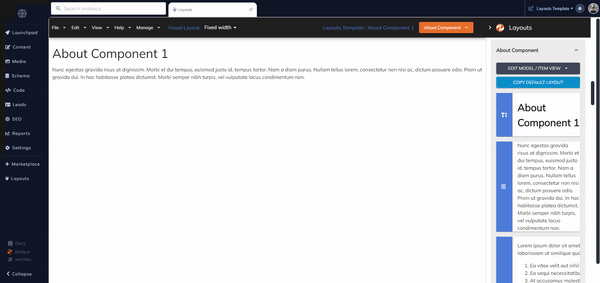 Search Instance
Layouts
Layouts Template
File
Edit
View
Help
Manage
Visual Layout
Fixed width
Layouts Template : About Component 1
About Component
Layouts
Launchpad
Content
Media
Schema
Code
Leads
SEO
Reports
Settings
Marketplace
Layouts
Docs
Collapse
About Component 1
Nunc egestas gravida risus at dignissim. Morbi et dui tempus, euismod justo id, tempus tortor. Nam a diam purus. Nullam tellus lorem, consectetur non nisi ac, dictum posuere odio. Proin ut
gravida dui. In hac habitasse platea dictumst. Morbi semper nibh turpis, vel vulputate lacus condimentum non.
About Component
EDIT MODEL / ITEM VIEW
COPY DEFAULT LAYOUT
About
Component 1
Nunc egestas gravida
risus at dignissim. Morbi et
dui tempus, euismod justo
id, tempus tortor. Nam a
diam purus. Nullam tellus
lorem, consectetur non nisi
ac, dictum posuere odio.
Proin ut gravida dui. In hac
habitasse platea dictumst.
Morbi semper nibh turpis,
vel vulputate lacus
condimentum non.
Lorem ipsum dolor sit amet
laboriosam ut similique quo
1. Ea vitae velit aut nihil
2. Ea sequi necessitatibus
3. At accusamus molesti